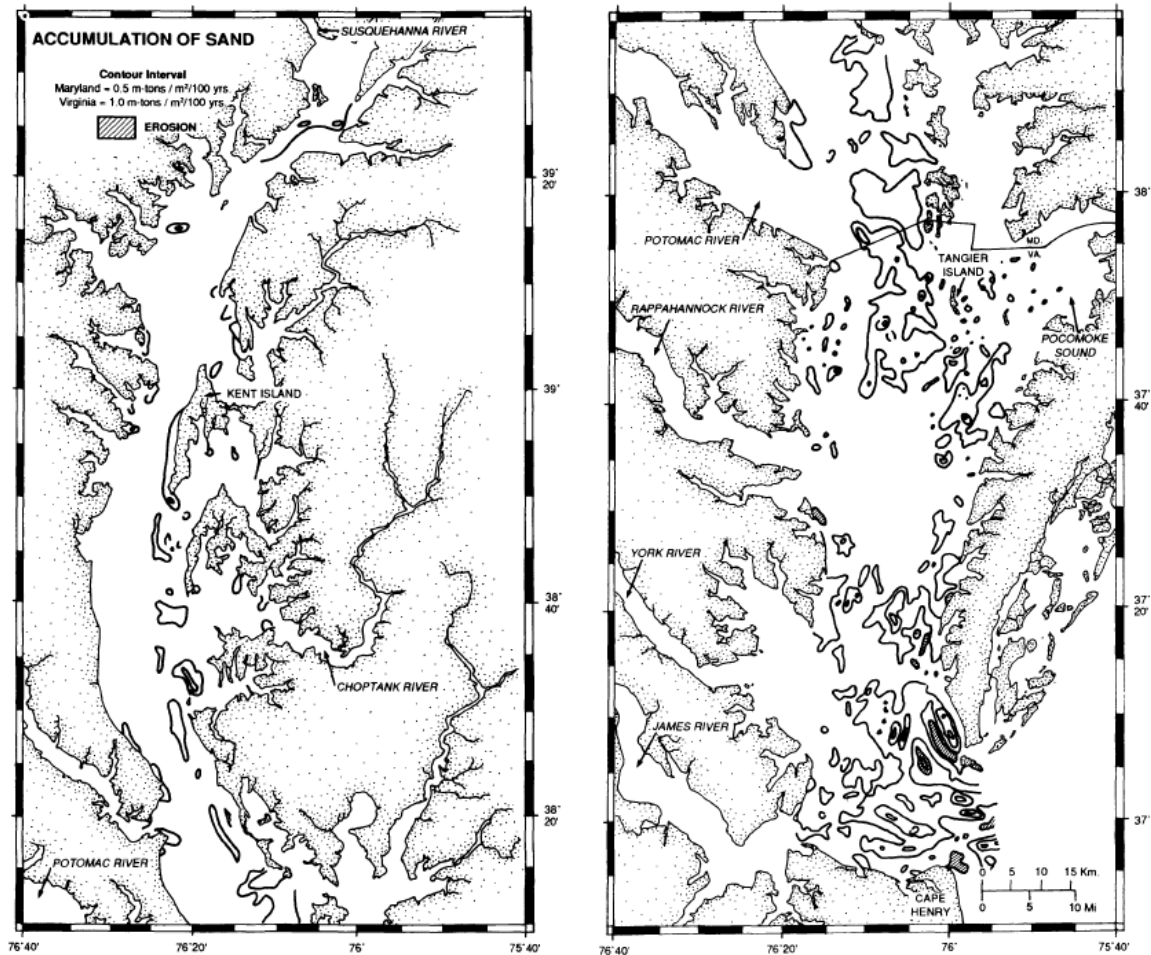 ACCUMULATION OF SAND
SUSQUEHANNA RIVER
Contour Interval
Maryland = 0.5 m-tons / m²/100 yrs
Virginia = 1.0 m-tons / m²/100 yrs
EROSION
39°
20'
KENT ISLAND
39°
38°
40'
CHOPTANK RIVER
38°
20'
POTOMAC RIVER
76°40'
76°20'
76°
75°40'
38°
POTOMAC RIVER
MD.
VA.
TANGIER
ISLAND
RAPPAHANNOCK RIVER
POCOMOKE
SOUND
37°
40'
YORK RIVER
37°
20'
JAMES RIVER
37°
0 5 10 15 Km.
0 5 10 Mi
CAPE
HENRY
76°40'
76°20'
76°
75°40'